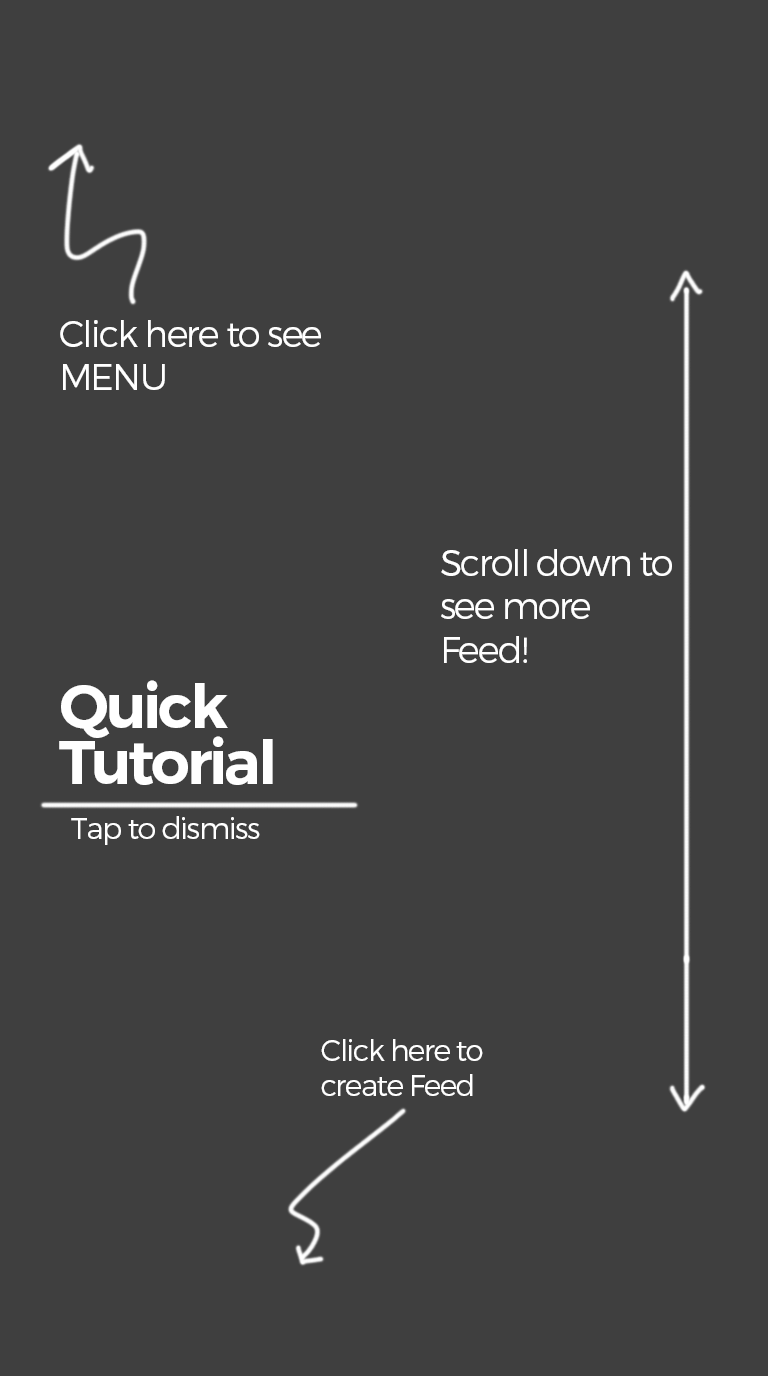 Click here to see
MENU
Scroll down to
see more
Feed!
Quick
Tutorial
Tap to dismiss
Click here to
create Feed